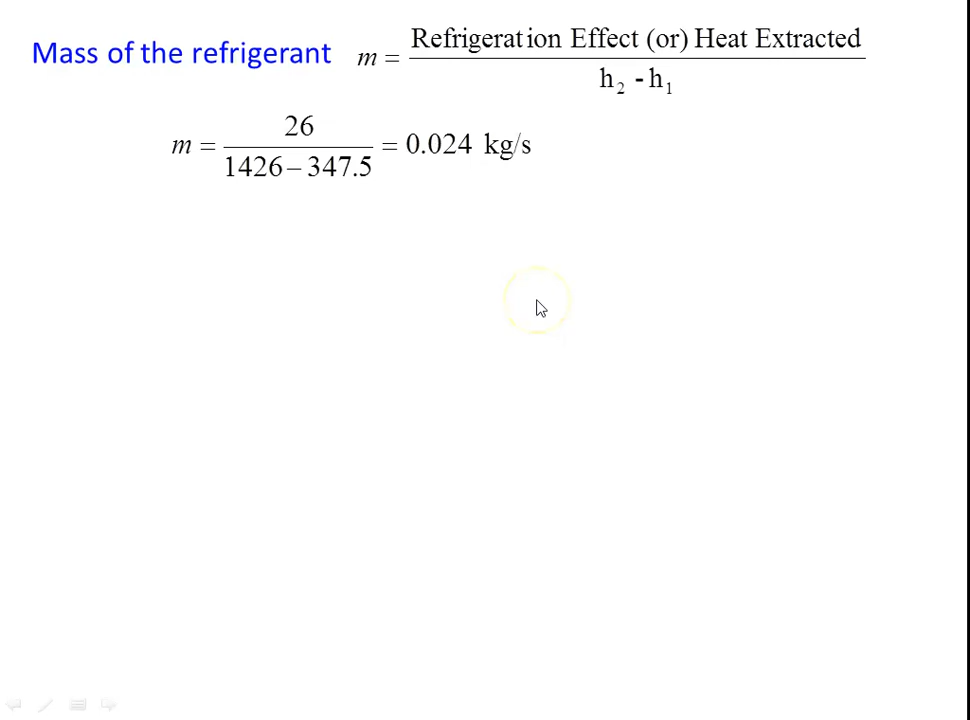 Mass of the refrigerant m = Refrigeration Effect (or) Heat Extracted / h₂ - h₁
m = 26 / 1426 – 347.5 = 0.024 kg/s